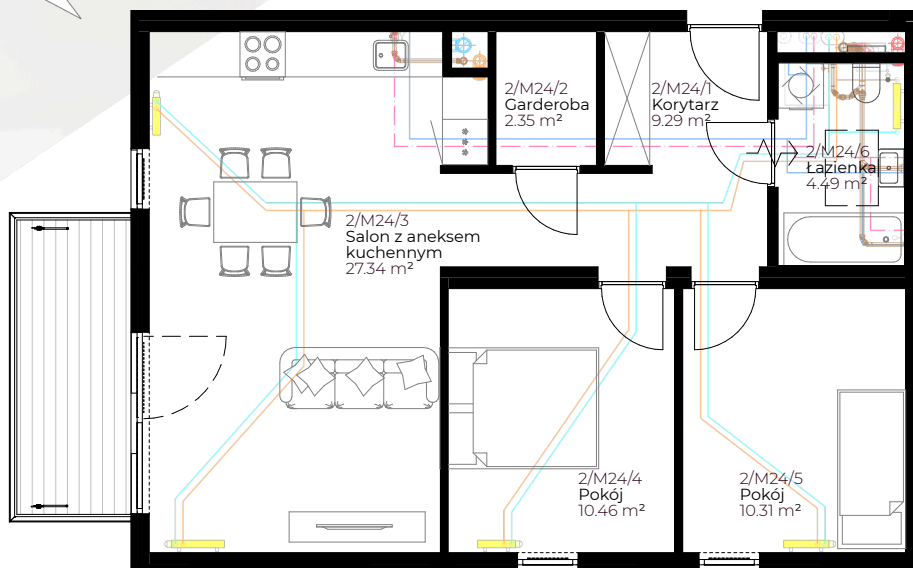 2/M24/2
Garderoba
2.35 m²
2/M24/1
Korytarz
9.29 m²
2/M24/6
Łazienka
4.49 m²
2/M24/3
Salon z aneksem
kuchennym
27.34 m²
2/M24/4
Pokój
10.46 m²
2/M24/5
Pokój
10.31 m²